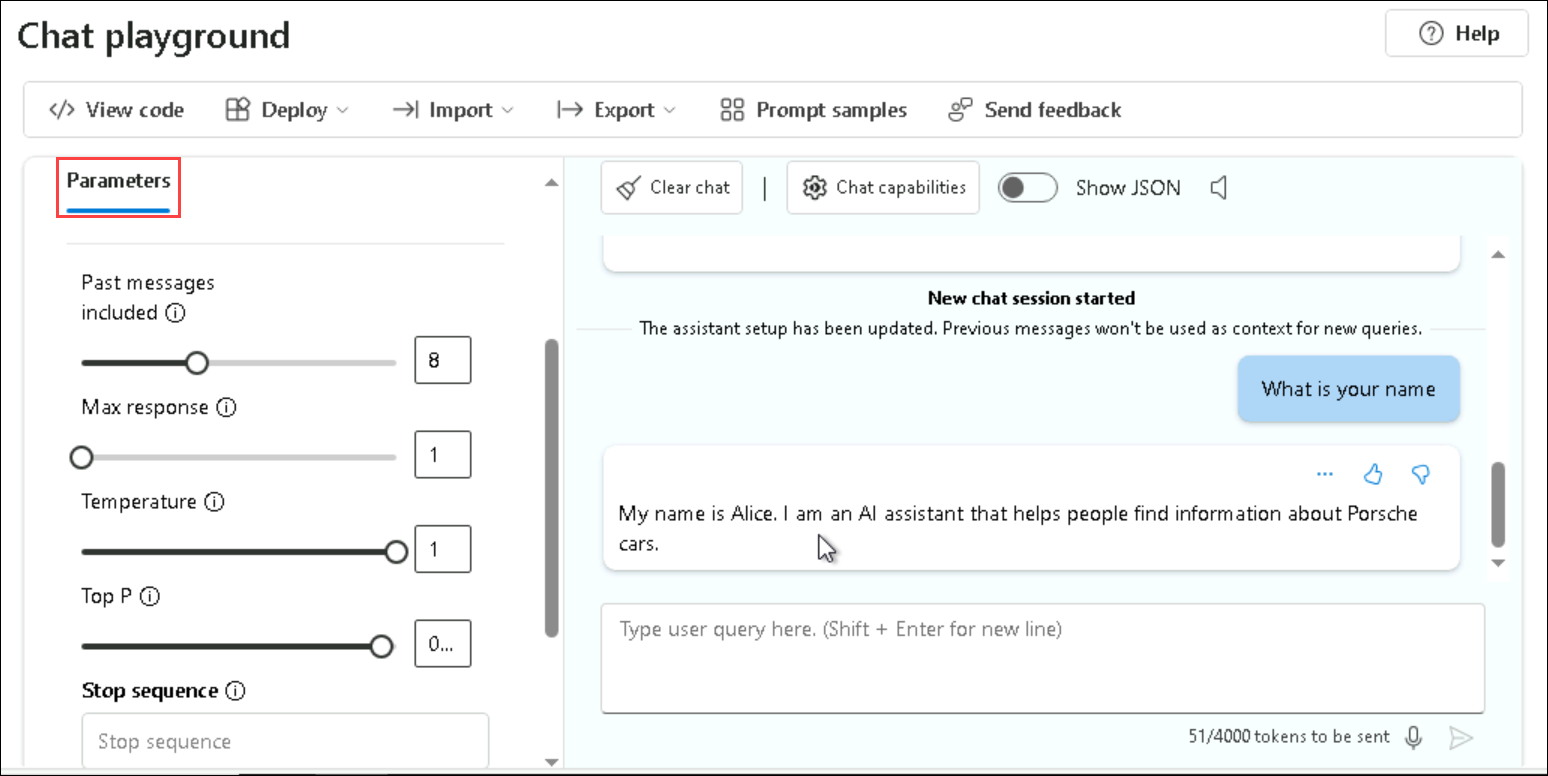 Chat playground
Help
View code
Deploy
Import
Export
Prompt samples
Send feedback
Parameters
Past messages
included
8
Max response
1
Temperature
1
Top P
0...
Stop sequence
Stop sequence
Clear chat
Chat capabilities
Show JSON
New chat session started
The assistant setup has been updated. Previous messages won't be used as context for new queries.
What is your name
My name is Alice. I am an AI assistant that helps people find information about Porsche
cars.
Type user query here. (Shift + Enter for new line)
51/4000 tokens to be sent